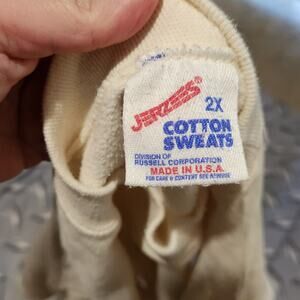 JERZEES®
2X
COTTON
SWEATS
DIVISION OF
RUSSELL CORPORATION
MADE IN U.S.A.
FOR CARE & CONTENT SEE REVERSE